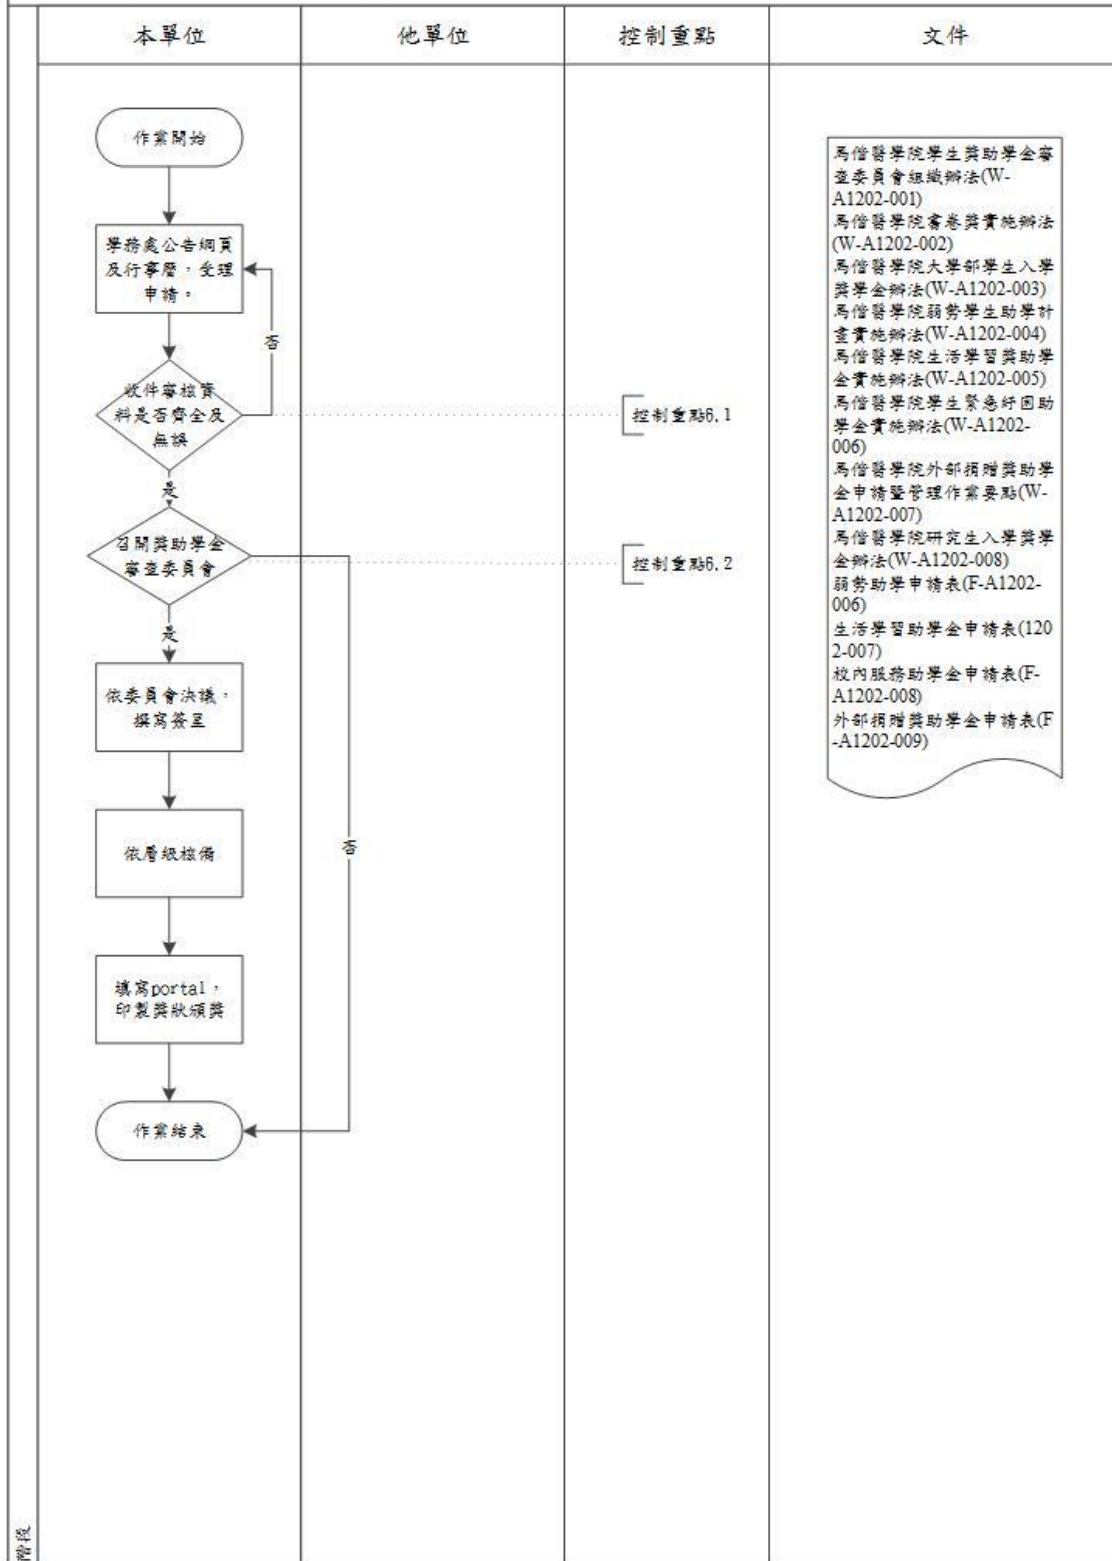 本單位
他單位
控制重點
文件
作業開始
學務處公告網頁
及行事曆，受理
申請。
否
收件審核資
料是否齊全及
無誤
控制重點6.1
是
召開獎助學金
審查委員會
控制重點6.2
是
依委員會決議，
撰寫簽呈
否
依層級核備
填寫portal，
印製獎狀頒獎
作業結束
馬偕醫學院學生獎助學金審
查委員會組織辦法(W-
A1202-001)
馬偕醫學院書卷獎實施辦法
(W-A1202-002)
馬偕醫學院大學部學生入學
獎學金辦法(W-A1202-003)
馬偕醫學院弱勢學生助學計
畫實施辦法(W-A1202-004)
馬偕醫學院生活學習獎助學
金實施辦法(W-A1202-005)
馬偕醫學院學生緊急紓困助
學金實施辦法(W-A1202-
006)
馬偕醫學院外部捐贈獎助學
金申請暨管理作業要點(W-
A1202-007)
馬偕醫學院研究生入學獎學
金辦法(W-A1202-008)
弱勢助學申請表(F-A1202-
006)
生活學習助學金申請表(120
2-007)
校內服務助學金申請表(F-
A1202-008)
外部捐贈獎助學金申請表(F
-A1202-009)
階段